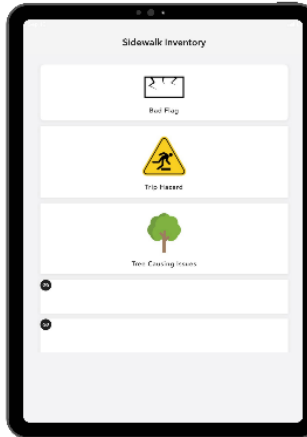 Sidewalk Inventory
Bad Flag
Trip Hazard
Tree Causing Issues